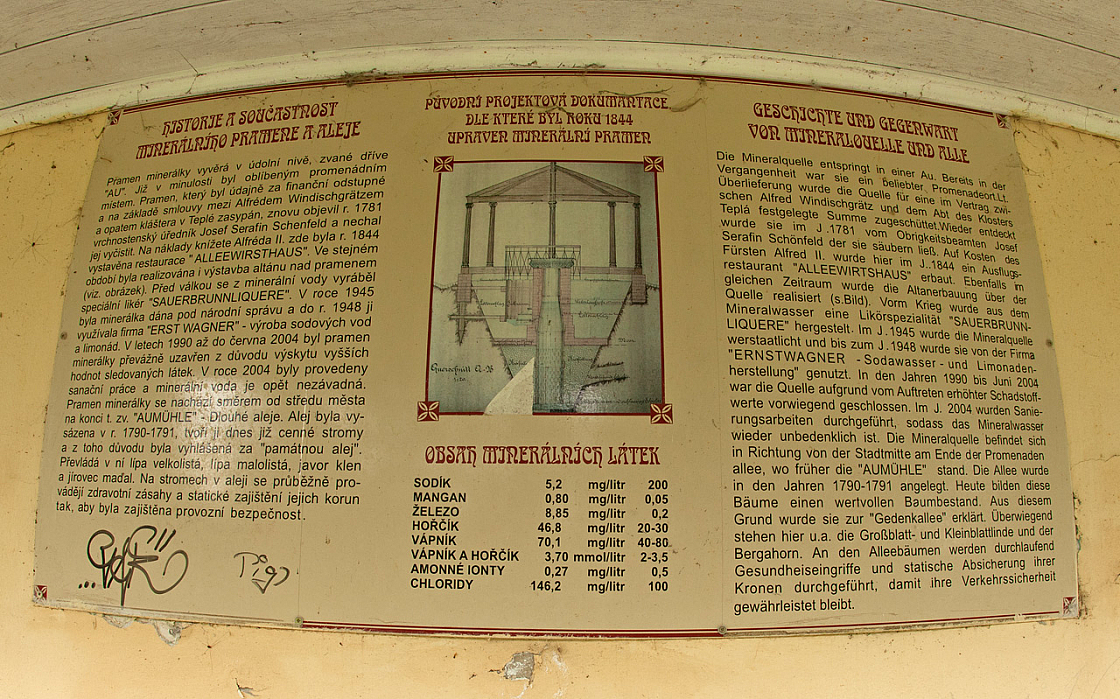 HISTORIE A SOUČASTNOST
MINERÁLNÍHO PRAMENE A ALEJE
Pramen minerálky vyvěrá v údolní nivě, zvané dříve
"AU". Již v minulosti byl oblíbeným promenádním
místem. Pramen, který byl údajně za finanční odstupné
a na základě smlouvy mezi Alfrédem Windischgrätzem
a opatem kláštera v Teplé zasypán, znovu objevil r. 1781
vrchnostenský úředník Josef Serafin Schenfeld a nechal
jej vyčistit. Na náklady knížete Alfréda II. zde byla r. 1844
vystavěna restaurace "ALLEEWIRSTHAUS". Ve stejném
období byla realizována i výstavba altánu nad pramenem
(viz. obrázek). Před válkou se z minerální vody vyráběl
speciální likér "SAUERBRUNNLIQUERE". V roce 1945
byla minerálka dána pod národní správu a do r. 1948 ji
využívala firma "ERST WAGNER" - výroba sodových vod
a limonád. V letech 1990 až do června 2004 byl pramen
minerálky převážně uzavřen z důvodu výskytu vyšších
hodnot sledovaných látek. V roce 2004 byly provedeny
sanační práce a minerální voda je opět nezávadná.
Pramen minerálky se nachází směrem od středu města
na konci t. zv. "AUMÜHLE" - Dlouhé aleje. Alej byla vy-
sázena v r. 1790-1791, tvoří ji dnes již cenné stromy
a z toho důvodu byla vyhlášena za "památnou alej".
Převládá v ní lípa velkolistá, lípa malolistá, javor klen
a jírovec maďal. Na stromech v aleji se průběžně pro-
vádějí zdravotní zásahy a statické zajištění jejich korun
tak, aby byla zajištěna provozní bezpečnost.
PŮVODNÍ PROJEKTOVÁ DOKUMANTACE
DLE KTERÉ BYL ROKU 1844
UPRAVEN MINERÁLNÍ PRAMEN
Querschnitt A-B
OBSAH MINERÁLNÍCH LÁTEK
SODÍK 5,2 mg/litr 200
MANGAN 0,80 mg/litr 0,05
ŽELEZO 8,85 mg/litr 0,2
HOŘČÍK 46,8 mg/litr 20-30
VÁPNÍK 70,1 mg/litr 40-80
VÁPNÍK A HOŘČÍK 3,70 mmol/litr 2-3,5
AMONNÉ IONTY 0,27 mg/litr 0,5
CHLORIDY 146,2 mg/litr 100
GESCHICHTE UND GEGENWART
VON MINERALQUELLE UND ALLE
Die Mineralquelle entspringt in einer Au. Bereits in der
Vergangenheit war sie ein beliebter Promenadeort.Lt.
Überlieferung wurde die Quelle für eine im Vertrag zwi-
schen Alfred Windischgrätz und dem Abt des Klosters
Teplá festgelegte Summe zugeschüttet.Wieder entdeckt
wurde sie im J .1781 vom Obrigkeitsbeamten Josef
Serafin Schönfeld der sie säubern ließ. Auf Kosten des
Fürsten Alfred II. wurde hier im J..1844 ein Ausflugs-
restaurant "ALLEEWIRTSHAUS" erbaut. Ebenfalls im
gleichen Zeitraum wurde die Altanerbauung über der
Quelle realisiert (s.Bild). Vorm Krieg wurde aus dem
Mineralwasser eine Likörspezialität "SAUERBRUNN-
LIQUERE" hergestelt. Im J .1945 wurde die Mineralquelle
werstaatlicht und bis zum J .1948 wurde sie von der Firma
"ERNSTWAGNER - Sodawasser - und Limonaden-
herstellung" genutzt. In den Jahren 1990 bis Juni 2004
war die Quelle aufgrund vom Auftreten erhöhter Schadstoff-
werte vorwiegend geschlossen. Im J. 2004 wurden Sanie-
rungsarbeiten durchgeführt, sodass das Mineralwasser
wieder unbedenklich ist. Die Mineralquelle befindet sich
in Richtung von der Stadtmitte am Ende der Promenaden
allee, wo früher die "AUMÜHLE" stand. Die Allee wurde
in den Jahren 1790-1791 angelegt. Heute bilden diese
Bäume einen wertvollen Baumbestand. Aus diesem
Grund wurde sie zur "Gedenkallee" erklärt. Überwiegend
stehen hier u.a. die Großblatt- und Kleinblattlinde und der
Bergahorn. An den Alleebäumen werden durchlaufend
Gesundheiseingriffe und statische Absicherung ihrer
Kronen durchgeführt, damit ihre Verkehrssicherheit
gewährleistet bleibt.